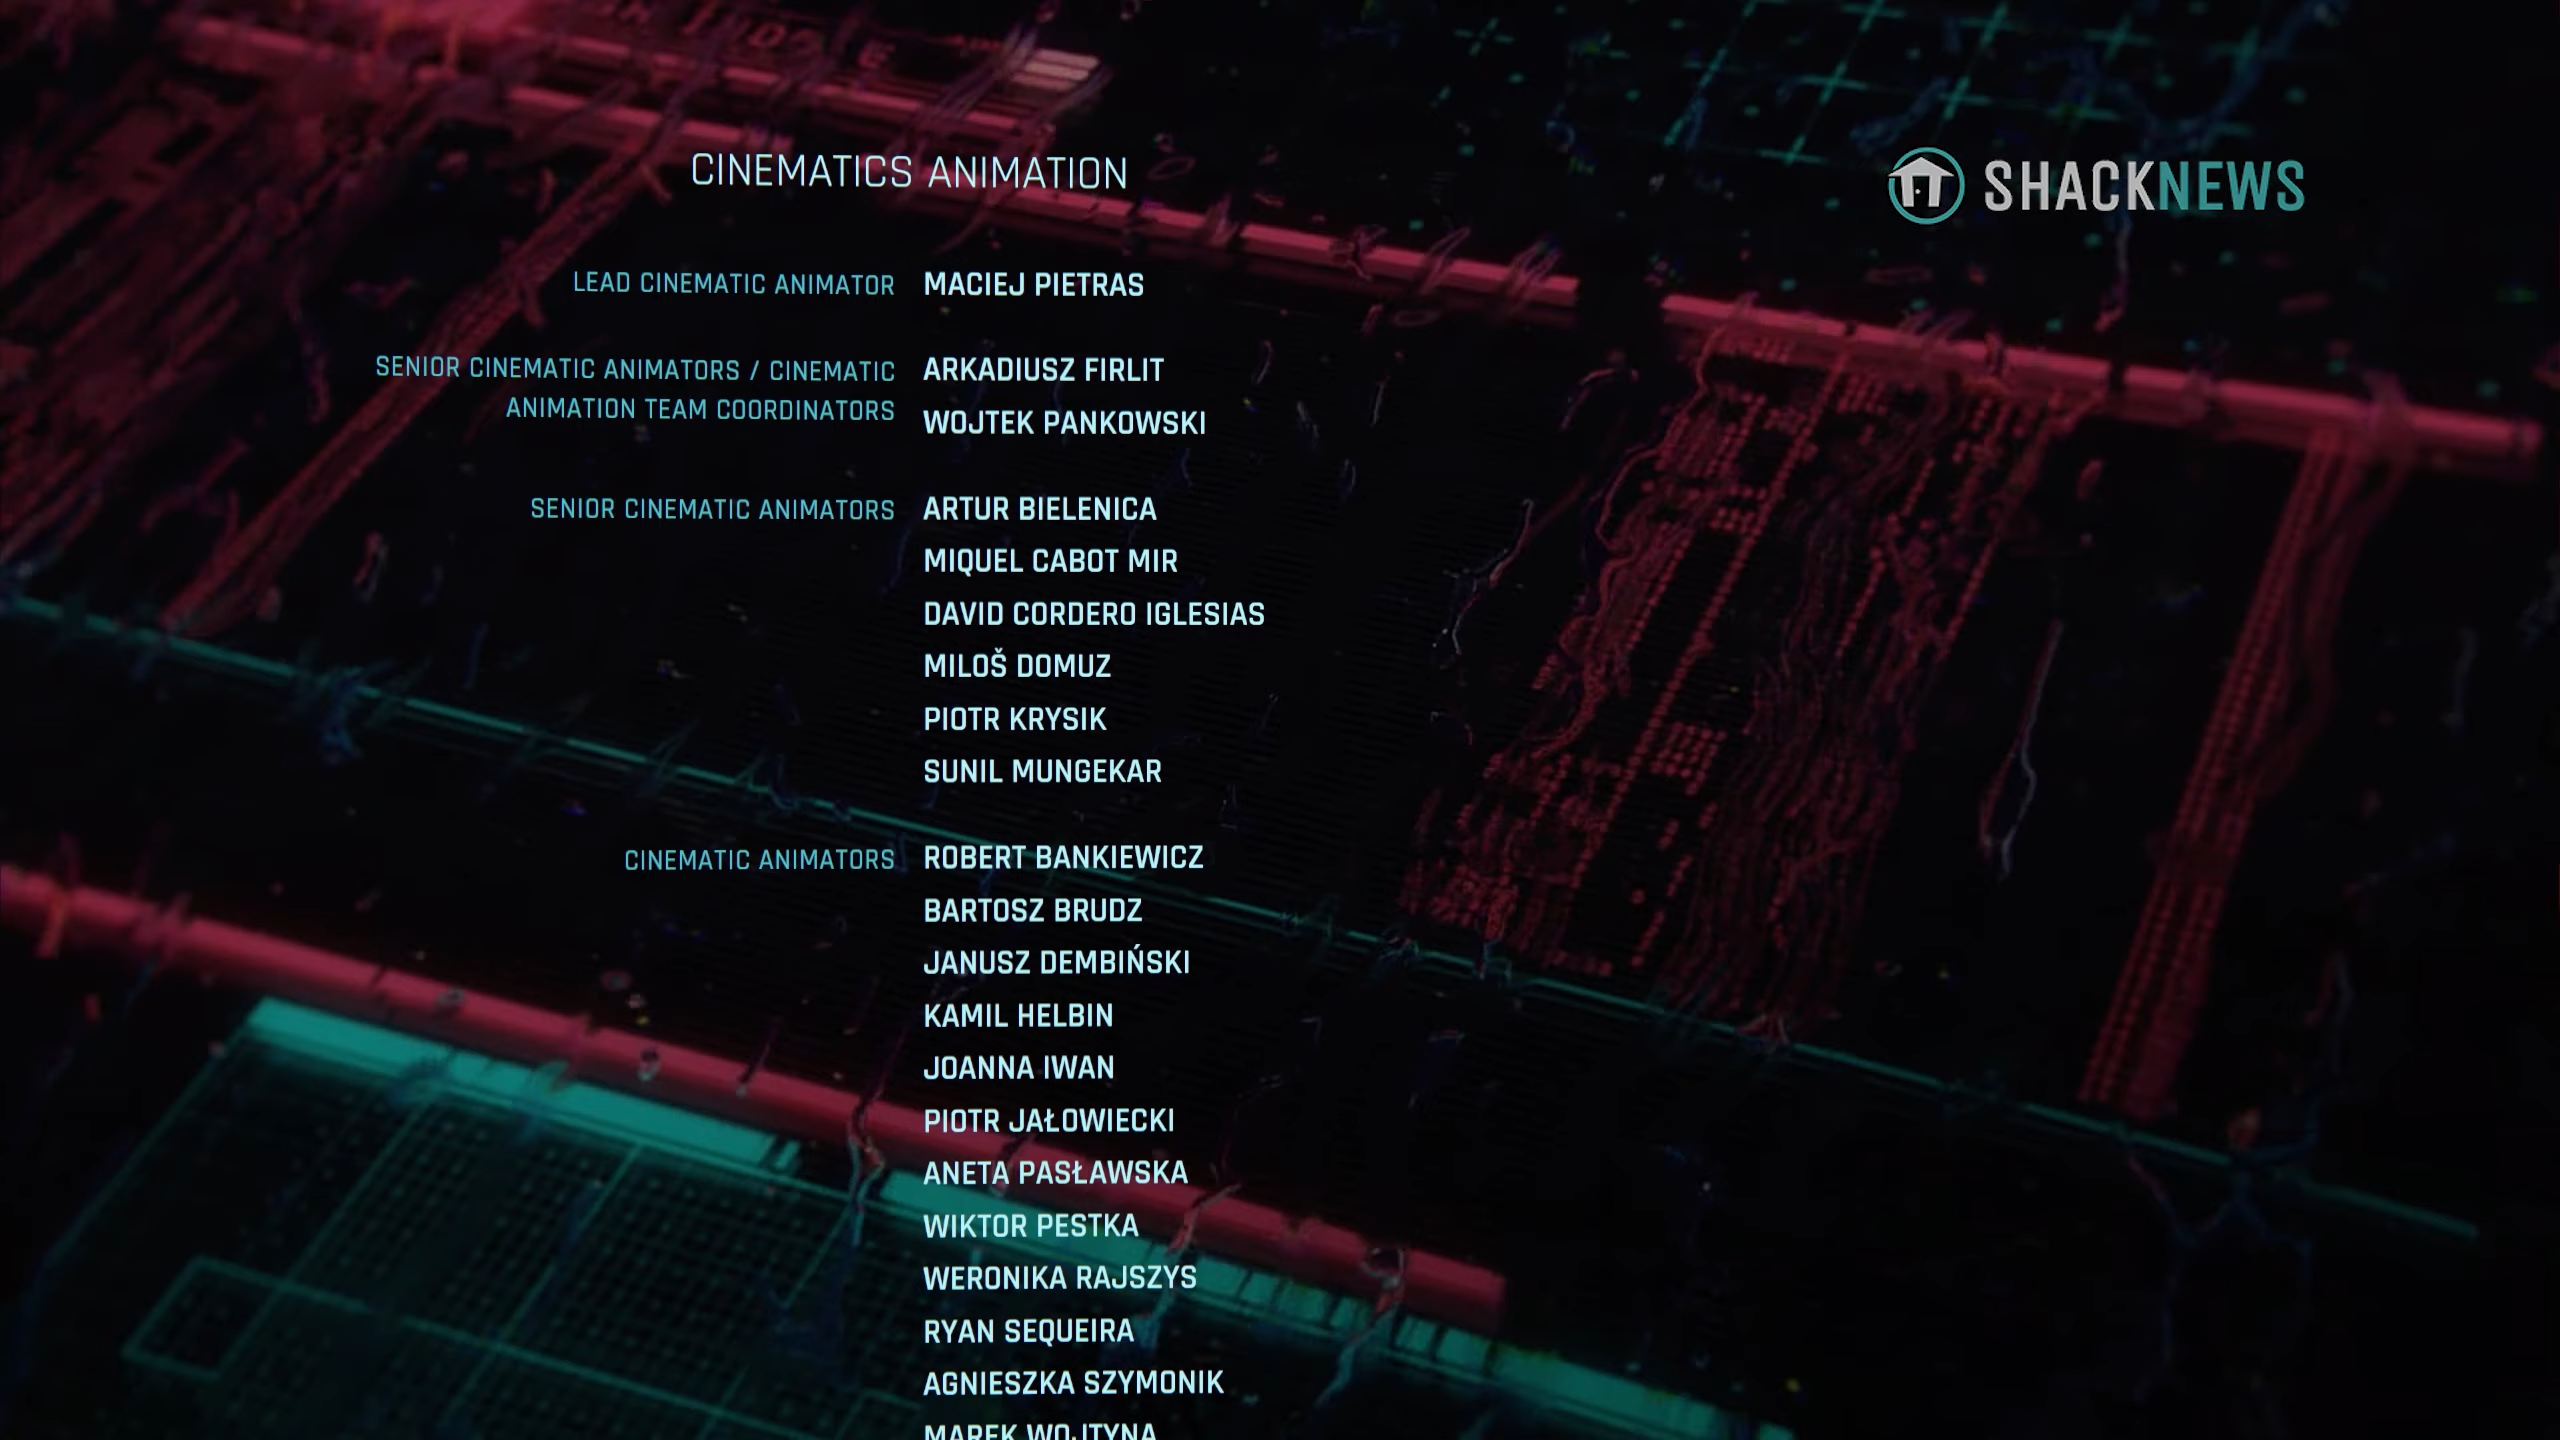 CINEMATICS ANIMATION
SHACKNEWS
LEAD CINEMATIC ANIMATOR MACIEJ PIETRAS
SENIOR CINEMATIC ANIMATORS / CINEMATIC ARKADIUSZ FIRLIT
ANIMATION TEAM COORDINATORS WOJTEK PANKOWSKI
SENIOR CINEMATIC ANIMATORS ARTUR BIELENICA
MIQUEL CABOT MIR
DAVID CORDERO IGLESIAS
MILOŠ DOMUZ
PIOTR KRYSIK
SUNIL MUNGEKAR
CINEMATIC ANIMATORS ROBERT BANKIEWICZ
BARTOSZ BRUDZ
JANUSZ DEMBIŃSKI
KAMIL HELBIN
JOANNA IWAN
PIOTR JAŁOWIECKI
ANETA PASŁAWSKA
WIKTOR PESTKA
WERONIKA RAJSZYS
RYAN SEQUEIRA
AGNIESZKA SZYMONIK
MAREK WOJTYNA